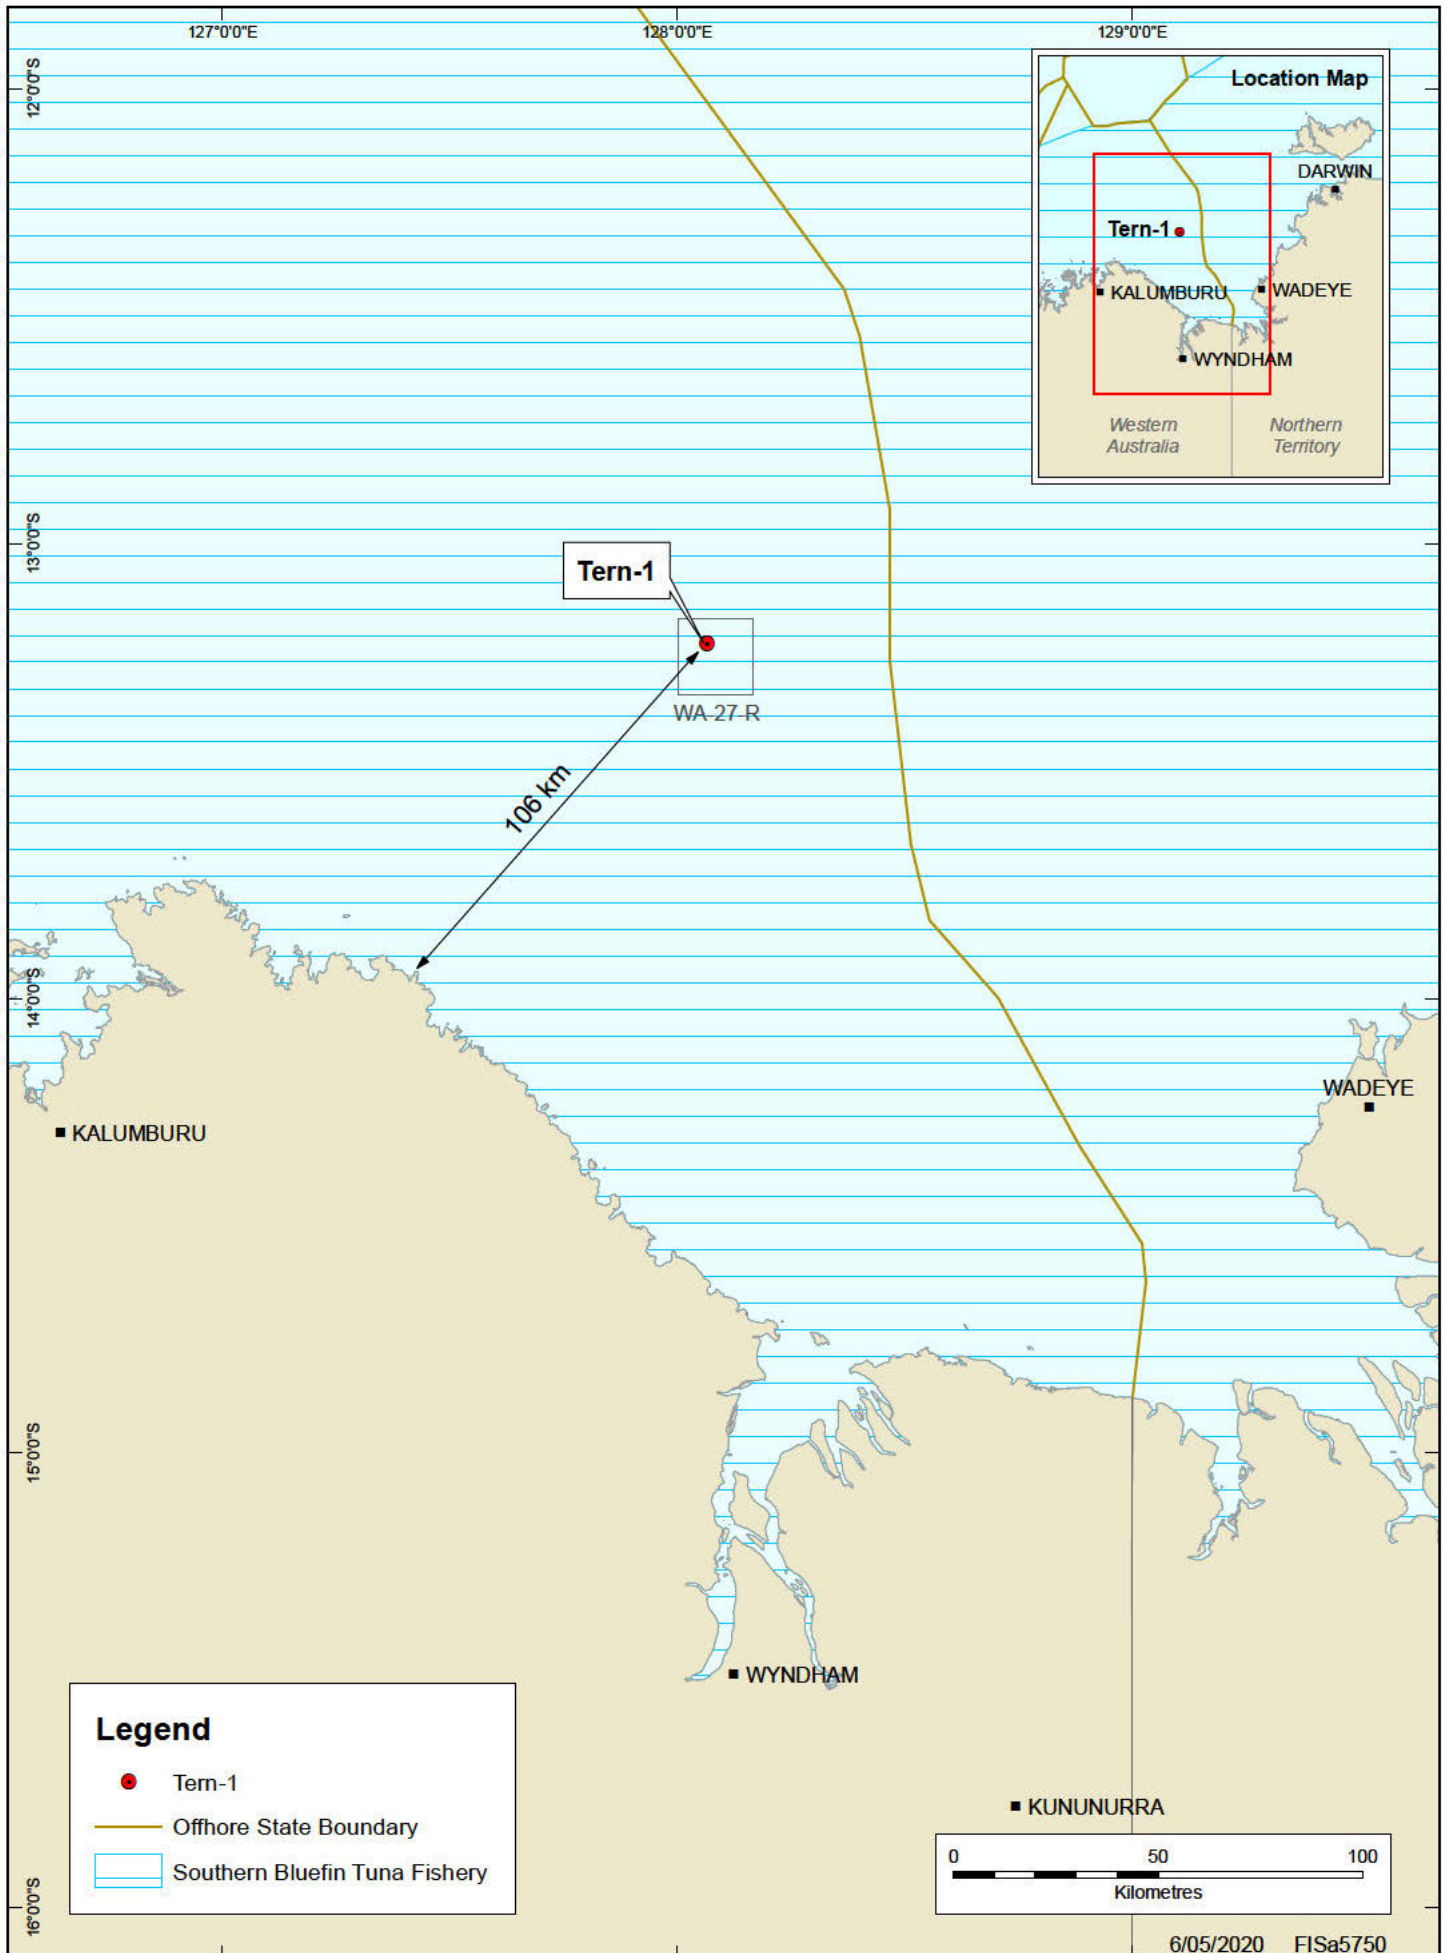 127°0'0"E
128°0'0"E
129°0'0"E
12°0'0"S
13°0'0"S
14°0'0"S
15°0'0"S
16°0'0"S
Location Map
DARWIN
Tern-1
KALUMBURU
WADEYE
WYNDHAM
Western
Australia
Northern
Territory
Tern-1
WA-27-R
106 km
WADEYE
KALUMBURU
WYNDHAM
KUNUNURRA
Legend
Tern-1
Offhore State Boundary
Southern Bluefin Tuna Fishery
0 50 100
Kilometres
6/05/2020 FISa5750